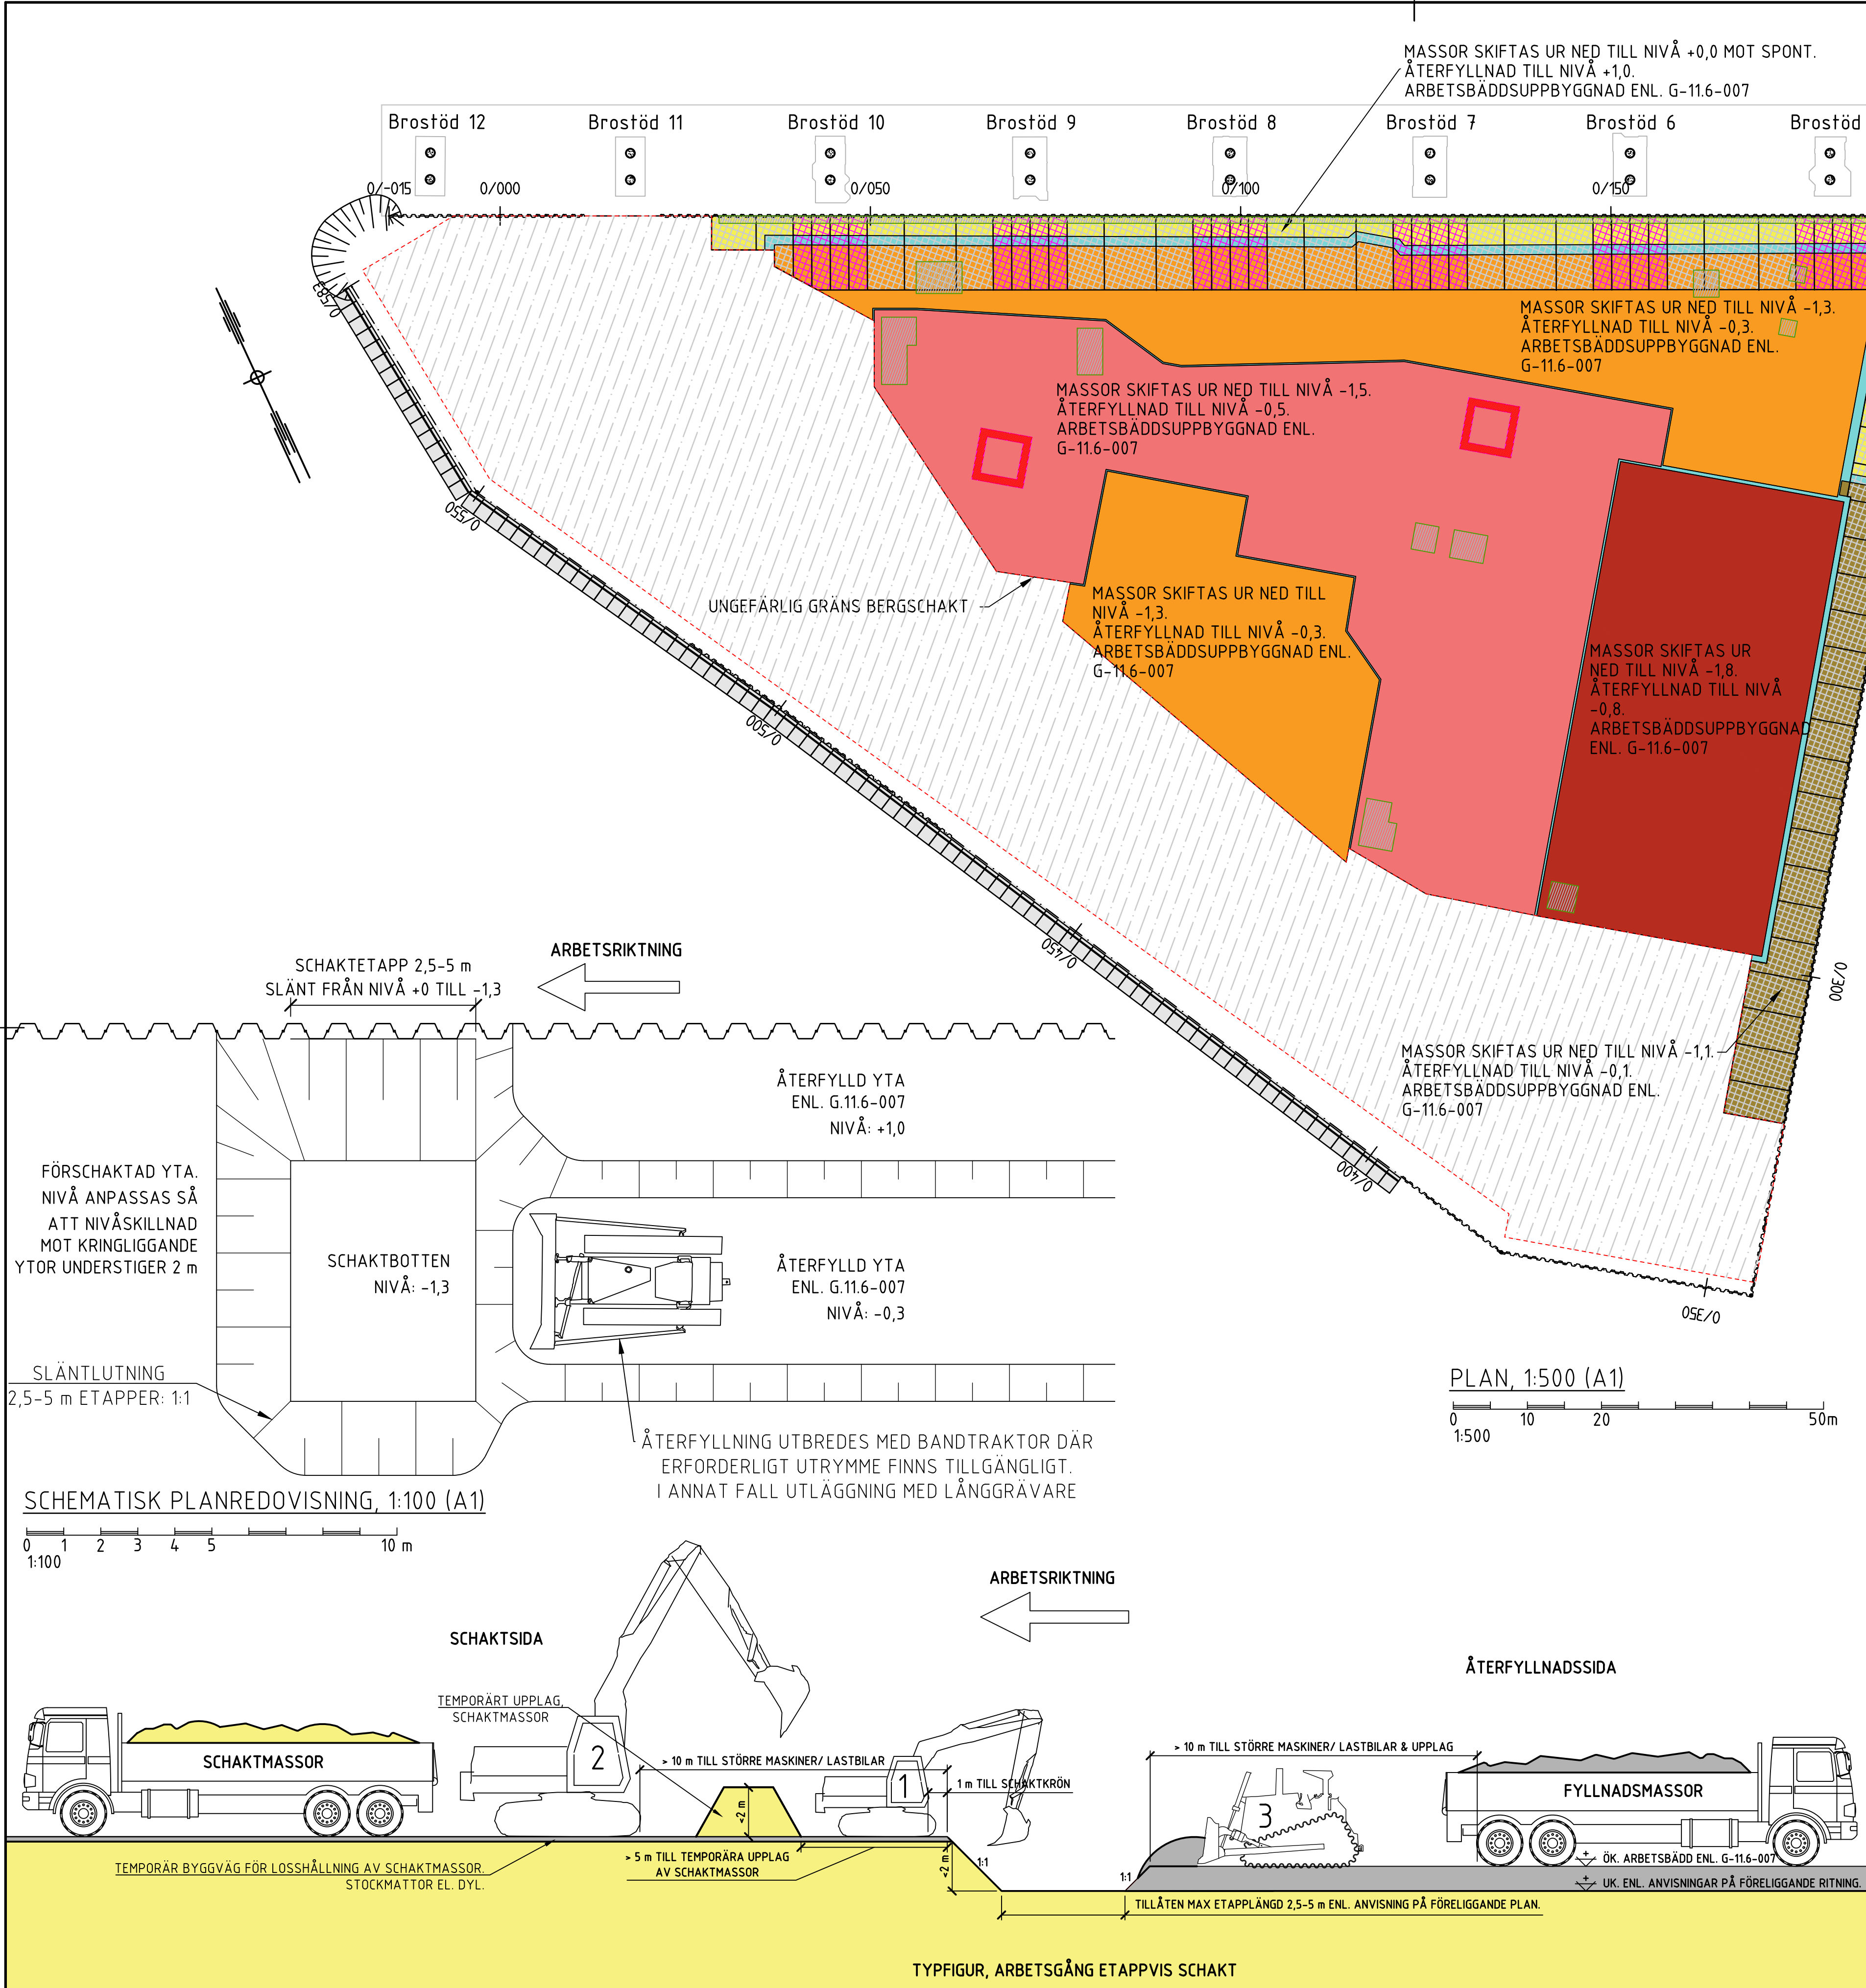 MASSOR SKIFTAS UR NED TILL NIVÅ +0,0 MOT SPONT.
ÅTERFYLLNAD TILL NIVÅ +1,0.
ARBETSBÄDDSUPPBYGGNAD ENL. G-11.6-007
Brostöd 12
Brostöd 11
Brostöd 10
Brostöd 9
Brostöd 8
Brostöd 7
Brostöd 6
Brostöd
0/-015
0/000
0/050
0/100
0/150
0/583
MASSOR SKIFTAS UR NED TILL NIVÅ -1,3.
ÅTERFYLLNAD TILL NIVÅ -0,3.
ARBETSBÄDDSUPPBYGGNAD ENL.
G-11.6-007
MASSOR SKIFTAS UR NED TILL NIVÅ -1,5.
ÅTERFYLLNAD TILL NIVÅ -0,5.
ARBETSBÄDDSUPPBYGGNAD ENL.
G-11.6-007
0/550
UNGEFÄRLIG GRÄNS BERGSCHAKT
MASSOR SKIFTAS UR NED TILL
NIVÅ -1,3.
ÅTERFYLLNAD TILL NIVÅ -0,3.
ARBETSBÄDDSUPPBYGGNAD ENL.
G-11.6-007
MASSOR SKIFTAS UR
NED TILL NIVÅ -1,8.
ÅTERFYLLNAD TILL NIVÅ
-0,8.
ARBETSBÄDDSUPPBYGGNAD
ENL. G-11.6-007
0/500
0/450
0/300
MASSOR SKIFTAS UR NED TILL NIVÅ -1,1.
ÅTERFYLLNAD TILL NIVÅ -0,1.
ARBETSBÄDDSUPPBYGGNAD ENL.
G-11.6-007
0/400
0/350
ARBETSRIKTNING
SCHAKTETAPP 2,5-5 m
SLÄNT FRÅN NIVÅ +0 TILL -1,3
ÅTERFYLLD YTA
ENL. G.11.6-007
NIVÅ: +1,0
FÖRSCHAKTAD YTA.
NIVÅ ANPASSAS SÅ
ATT NIVÅSKILLNAD
MOT KRINGLIGGANDE
YTOR UNDERSTIGER 2 m
SCHAKTBOTTEN
NIVÅ: -1,3
ÅTERFYLLD YTA
ENL. G.11.6-007
NIVÅ: -0,3
SLÄNTLUTNING
2,5-5 m ETAPPER: 1:1
ÅTERFYLLNING UTBREDES MED BANDTRAKTOR DÄR
ERFORDERLIGT UTRYMME FINNS TILLGÄNGLIGT.
I ANNAT FALL UTLÄGGNING MED LÅNGGRÄVARE
PLAN, 1:500 (A1)
0 10 20 50m
1:500
SCHEMATISK PLANREDOVISNING, 1:100 (A1)
0 1 2 3 4 5 10 m
1:100
ARBETSRIKTNING
SCHAKTSIDA
ÅTERFYLLNADSSIDA
TEMPORÄRT UPPLAG,
SCHAKTMASSOR
SCHAKTMASSOR
2
> 10 m TILL STÖRRE MASKINER/ LASTBILAR
<2 m
1
1 m TILL SCHAKTKRÖN
> 10 m TILL STÖRRE MASKINER/ LASTBILAR & UPPLAG
3
FYLLNADSMASSOR
TEMPORÄR BYGGVÄG FÖR LOSSHÅLLNING AV SCHAKTMASSOR.
STOCKMATTOR EL. DYL.
> 5 m TILL TEMPORÄRA UPPLAG
AV SCHAKTMASSOR
<2 m
1:1
1:1
ÖK. ARBETSBÄDD ENL. G-11.6-007
UK. ENL. ANVISNINGAR PÅ FÖRELIGGANDE RITNING.
TILLÅTEN MAX ETAPPLÄNGD 2,5-5 m ENL. ANVISNING PÅ FÖRELIGGANDE PLAN.
TYPFIGUR, ARBETSGÅNG ETAPPVIS SCHAKT